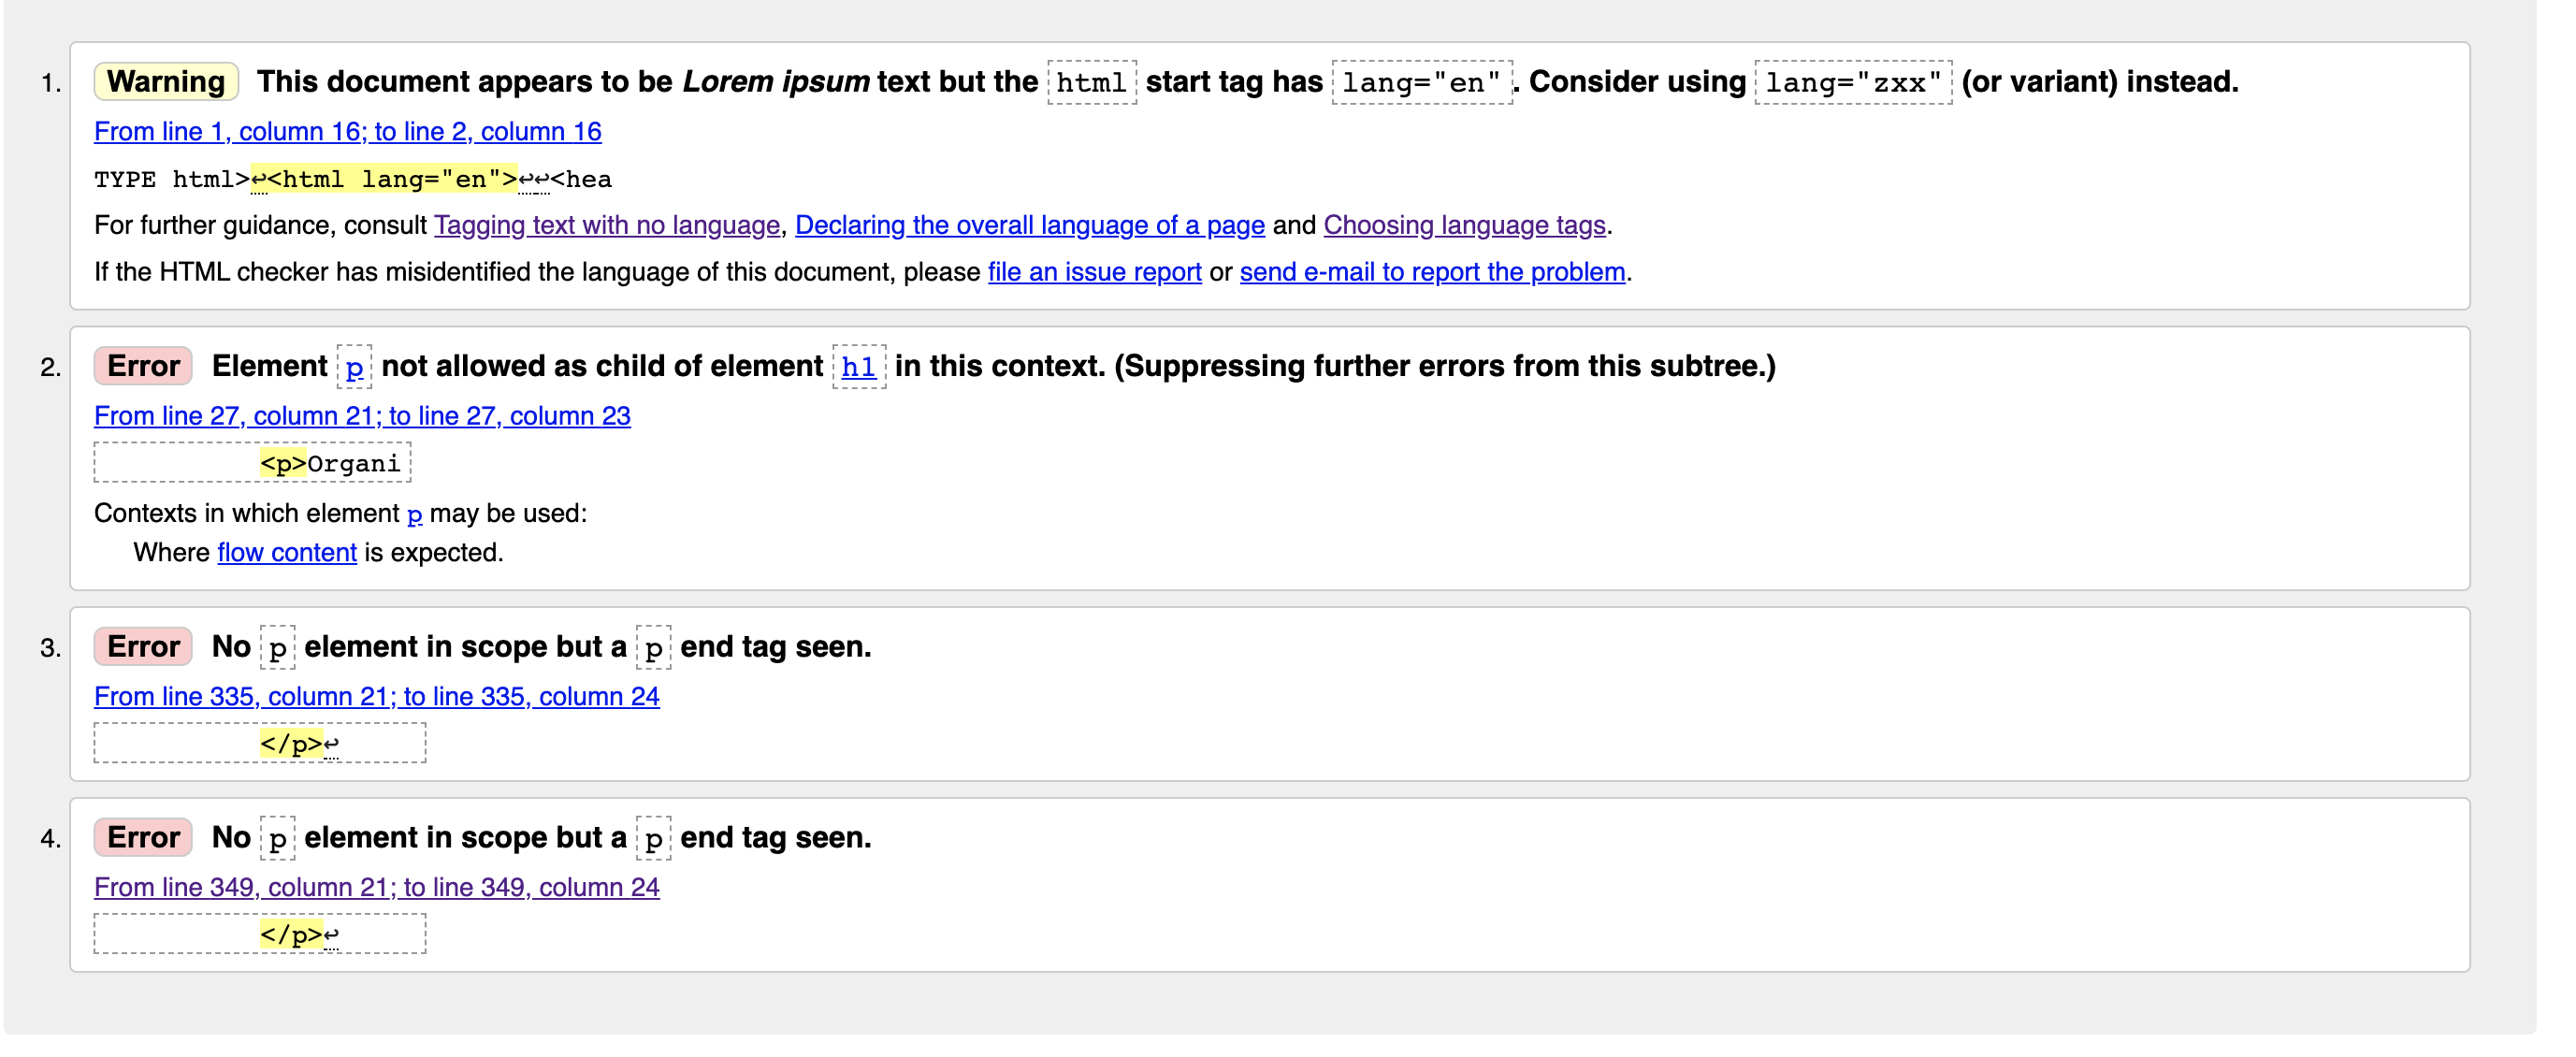 1. Warning This document appears to be Lorem ipsum text but the html start tag has lang="en". Consider using lang="zxx" (or variant) instead.
From line 1, column 16; to line 2, column 16
TYPE html>↩<html lang="en">↩↩<hea
For further guidance, consult Tagging text with no language, Declaring the overall language of a page and Choosing language tags.
If the HTML checker has misidentified the language of this document, please file an issue report or send e-mail to report the problem.
2. Error Element p not allowed as child of element h1 in this context. (Suppressing further errors from this subtree.)
From line 27, column 21; to line 27, column 23
<p>Organi
Contexts in which element p may be used:
Where flow content is expected.
3. Error No p element in scope but a p end tag seen.
From line 335, column 21; to line 335, column 24
</p>↩
4. Error No p element in scope but a p end tag seen.
From line 349, column 21; to line 349, column 24
</p>↩